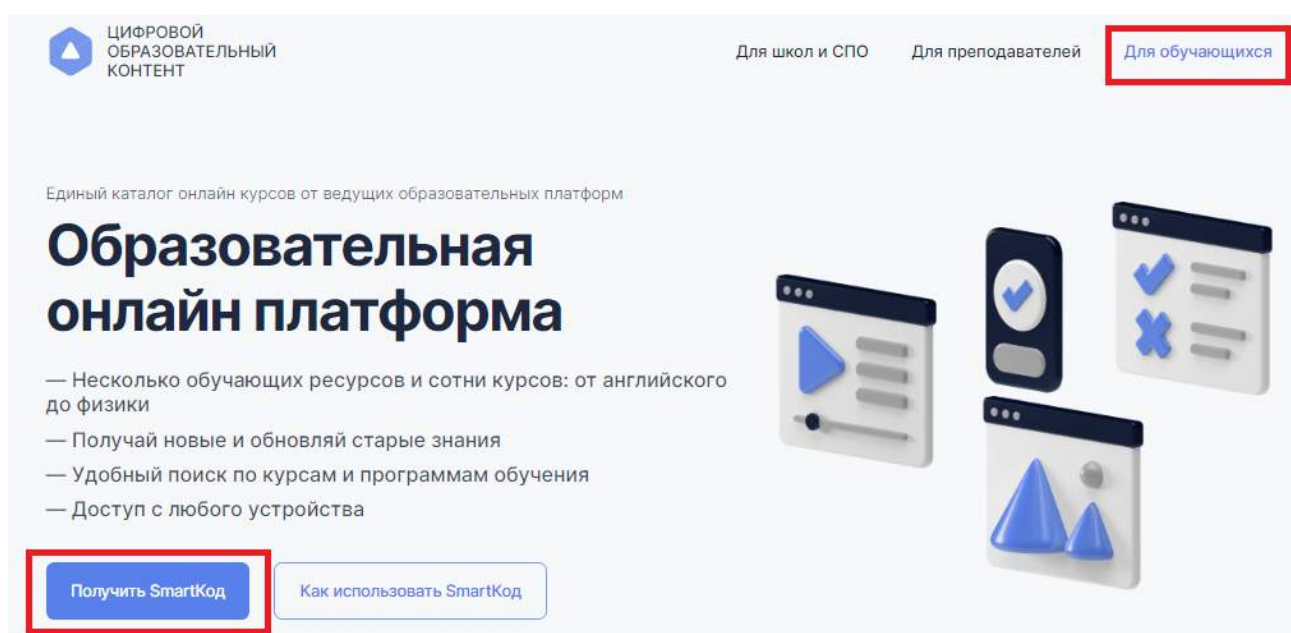 ЦИФРОВОЙ
ОБРАЗОВАТЕЛЬНЫЙ
КОНТЕНТ
Для школ и СПО
Для преподавателей
Для обучающихся
Единый каталог онлайн курсов от ведущих образовательных платформ
Образовательная
онлайн платформа
— Несколько обучающих ресурсов и сотни курсов: от английского
до физики
— Получай новые и обновляй старые знания
— Удобный поиск по курсам и программам обучения
— Доступ с любого устройства
Получить SmartКод
Как использовать SmartКод